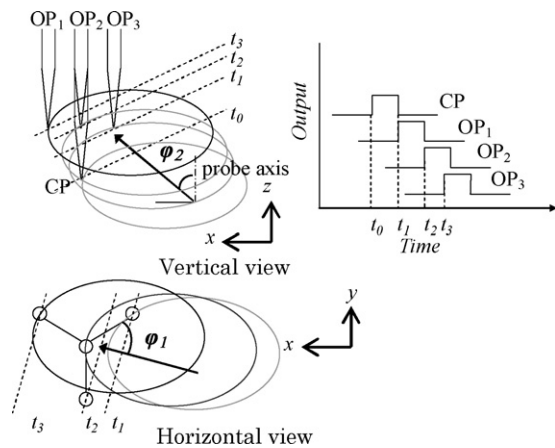 OP1 OP2 OP3
t3
t2
t1
t0
CP
φ2
probe axis
z
x
Vertical view
Output
CP
OP1
OP2
OP3
t0 t1 t2 t3
Time
y
x
φ1
t3 t2 t1
Horizontal view